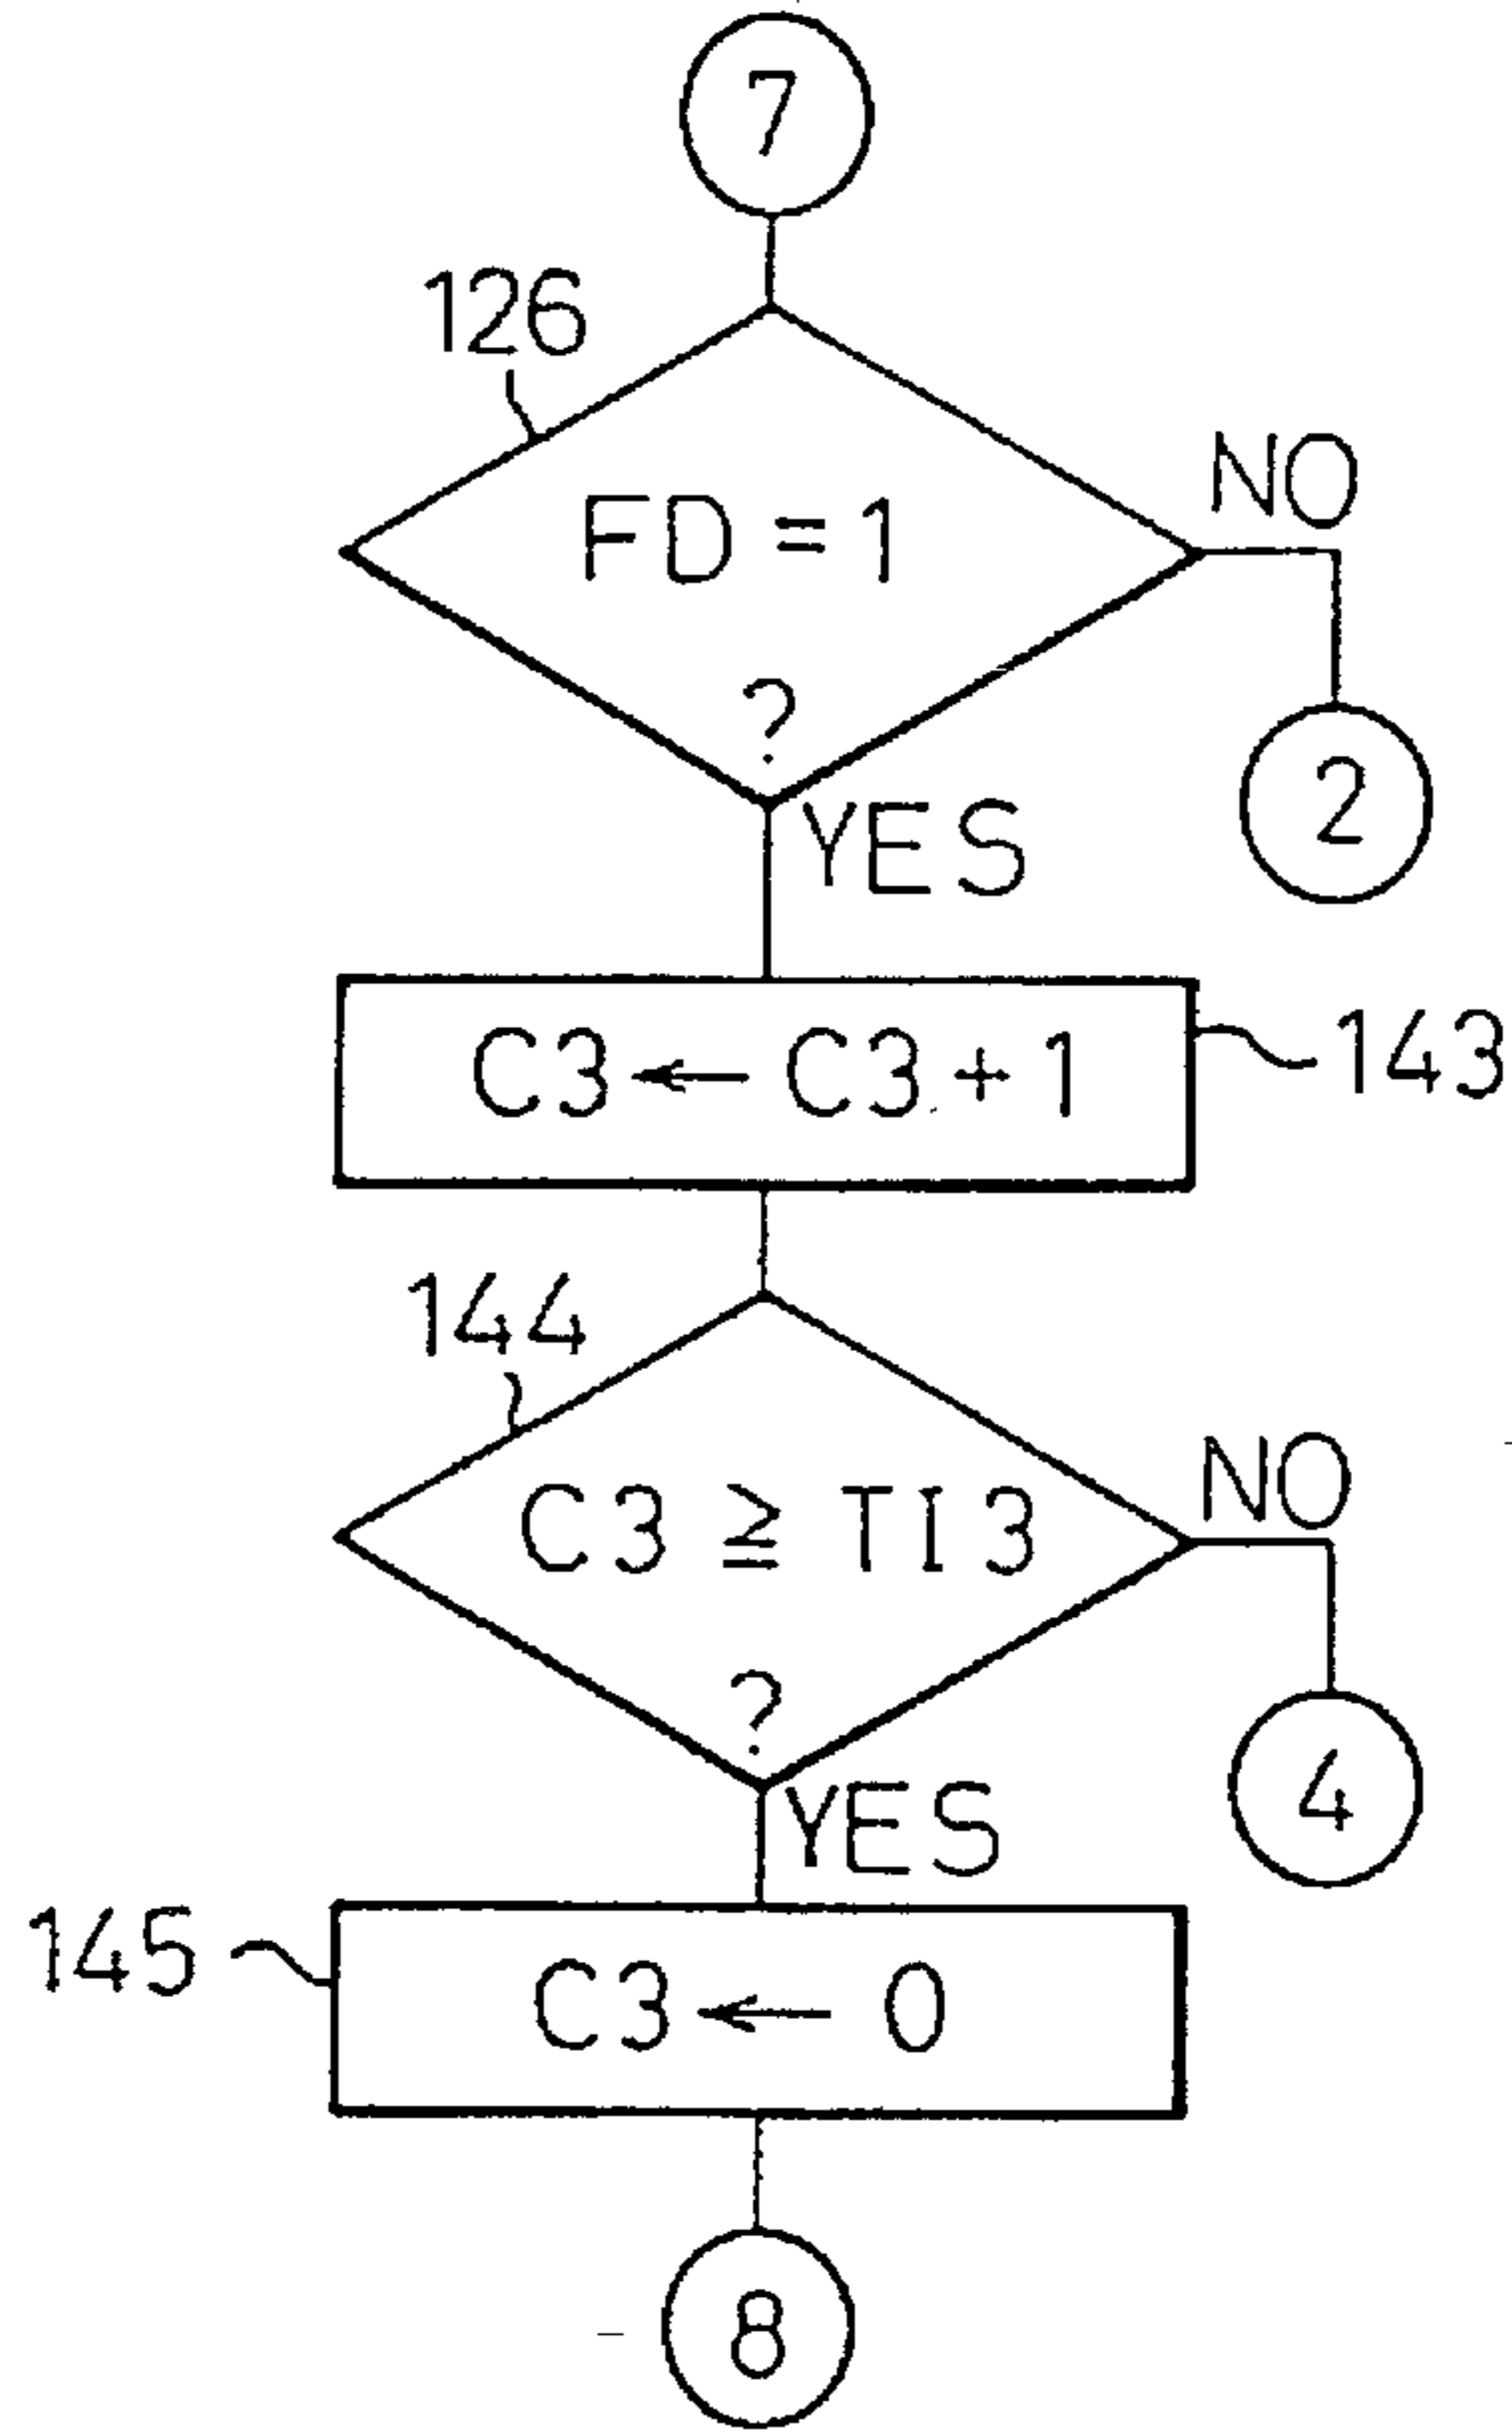 7
126
FD = 1
?
NO
2
YES
C3 ← C3 + 1
143
144
C3 ≧ TI3
?
NO
4
YES
145
C3 ← 0
8